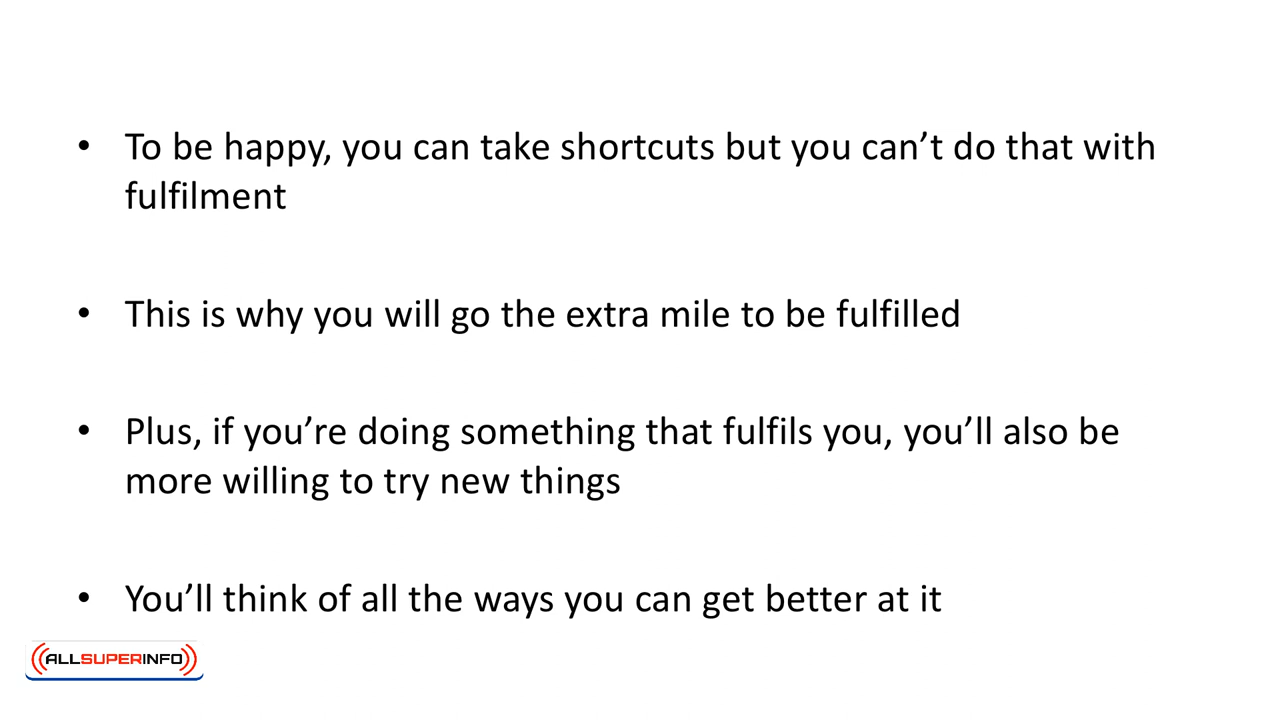 • To be happy, you can take shortcuts but you can’t do that with
fulfilment
• This is why you will go the extra mile to be fulfilled
• Plus, if you’re doing something that fulfils you, you’ll also be
more willing to try new things
• You’ll think of all the ways you can get better at it
ALLSUPERINFO